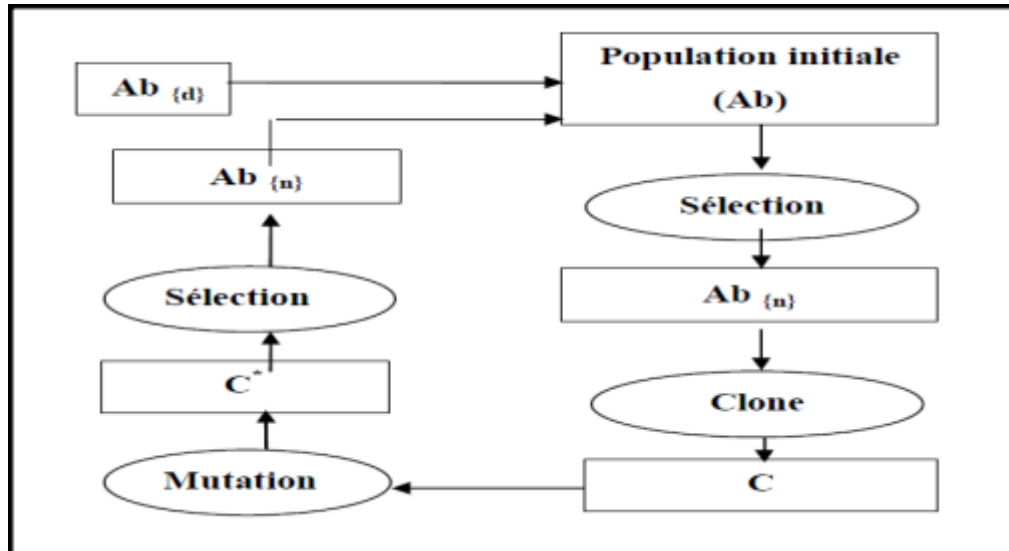 Population initiale
(Ab)
Ab {d}
Ab {n}
Sélection
Sélection
Ab {n}
C*
Clone
Mutation
C